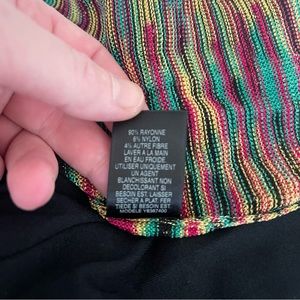 90% RAYONNE
6% NYLON
4% AUTRE FIBRE
LAVER A LA MAIN
EN EAU FROIDE
UTILISER UNIQUEMENT
UN AGENT
BLANCHISSANT NON
DECOLORANT SI
BESOIN EST. LAISSER
SECHER A PLAT. FER
TIEDE SI BESOIN EST.
MODELE